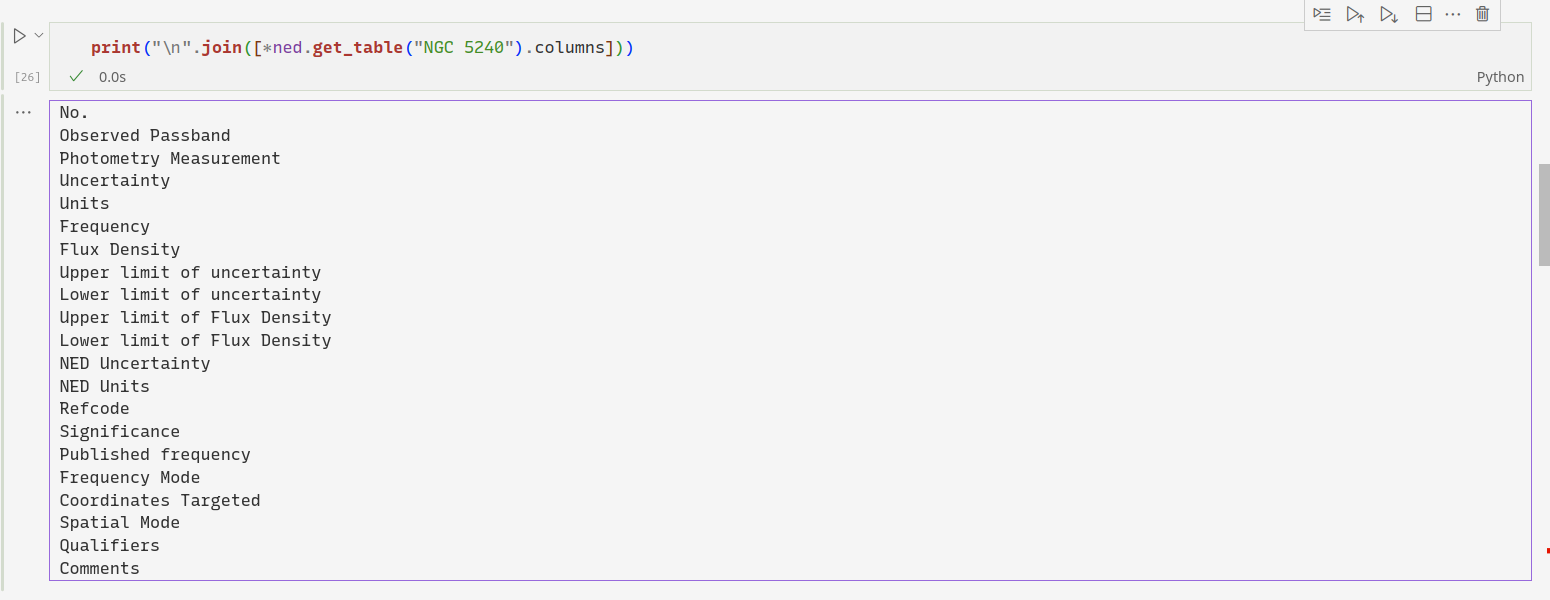 print("\n".join([*ned.get_table("NGC 5240").columns]))
[26]
0.0s
Python
No.
Observed Passband
Photometry Measurement
Uncertainty
Units
Frequency
Flux Density
Upper limit of uncertainty
Lower limit of uncertainty
Upper limit of Flux Density
Lower limit of Flux Density
NED Uncertainty
NED Units
Refcode
Significance
Published frequency
Frequency Mode
Coordinates Targeted
Spatial Mode
Qualifiers
Comments